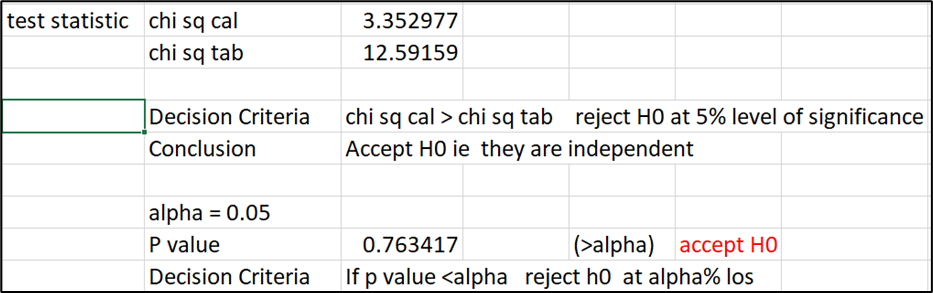 test statistic chi sq cal 3.352977
chi sq tab 12.59159
Decision Criteria chi sq cal > chi sq tab reject H0 at 5% level of significance
Conclusion Accept H0 ie they are independent
alpha = 0.05
P value 0.763417 (>alpha) accept H0
Decision Criteria If p value <alpha reject h0 at alpha% los